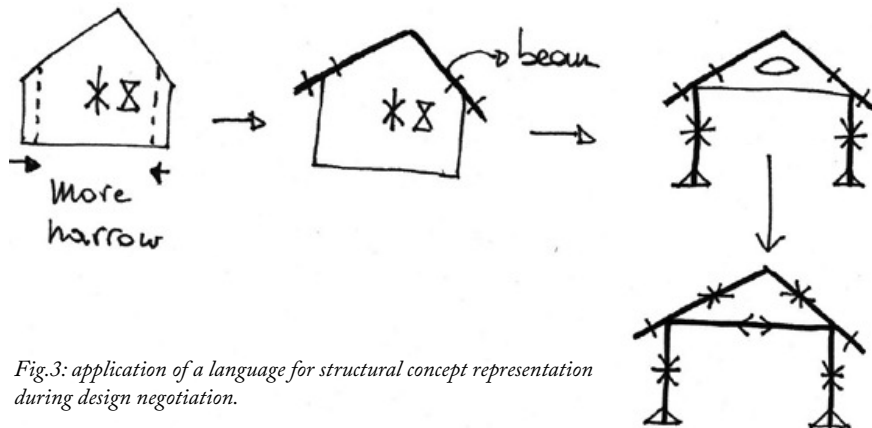 beam
More
narrow
Fig.3: application of a language for structural concept representation
during design negotiation.